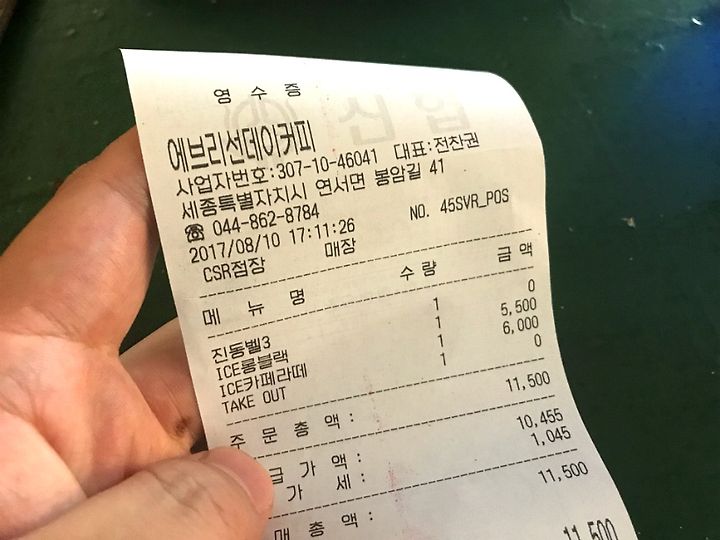 영 수 증
에브리선데이커피
사업자번호:307-10-46041 대표:전찬권
세종특별자치시 연서면 봉암길 41
☎ 044-862-8784
2017/08/10 17:11:26 NO. 45SVR_POS
CSR점장 매장
메 뉴 명 수 량 금 액
진동벨3 1 0
ICE롱블랙 1 5,500
ICE카페라떼 1 6,000
TAKE OUT 1 0
주 문 총 액 : 11,500
급 가 액 : 10,455
가 세 : 1,045
매 총 액 : 11,500
11,500